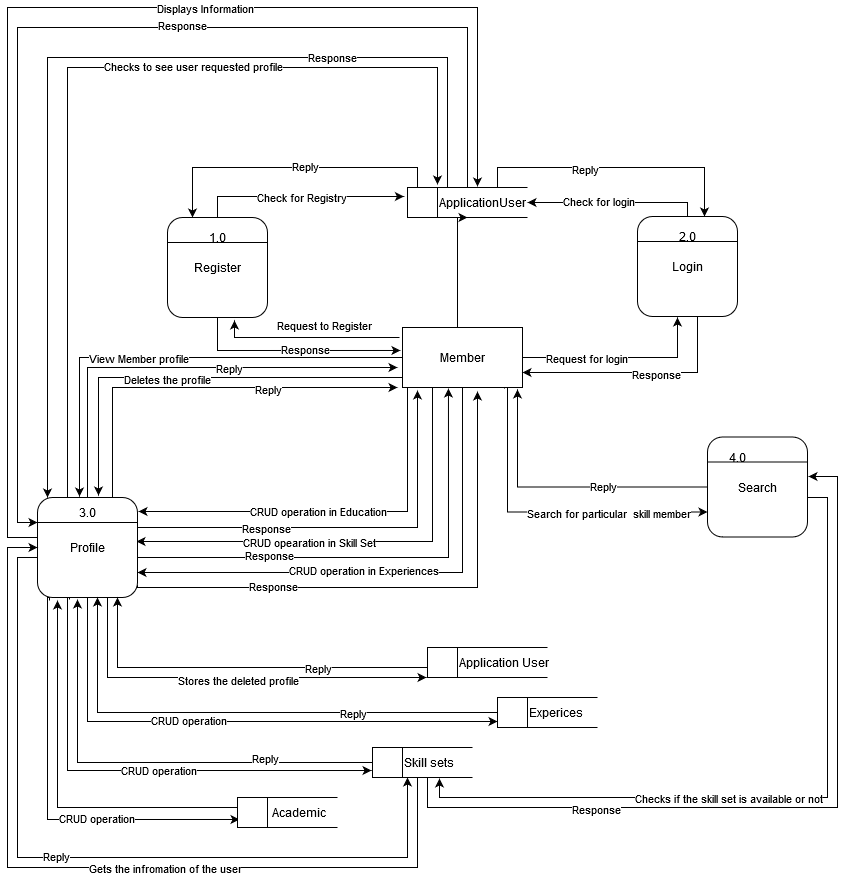 Displays Information
Response
Response
Checks to see user requested profile
Reply
Reply
Check for Registry
ApplicationUser
Check for login
1.0
2.0
Register
Login
Request to Register
Response
Member
View Member profile
Request for login
Reply
Response
Deletes the profile
Reply
4.0
Reply
Search
3.0
CRUD operation in Education
Search for particular  skill member
Response
CRUD opearation in Skill Set
Profile
Response
CRUD operation in Experiences
Response
Reply
Application User
Stores the deleted profile
Reply
Experices
CRUD operation
Reply
Skill sets
CRUD operation
Checks if the skill set is available or not
Response
Academic
CRUD operation
Reply
Gets the infromation of the user